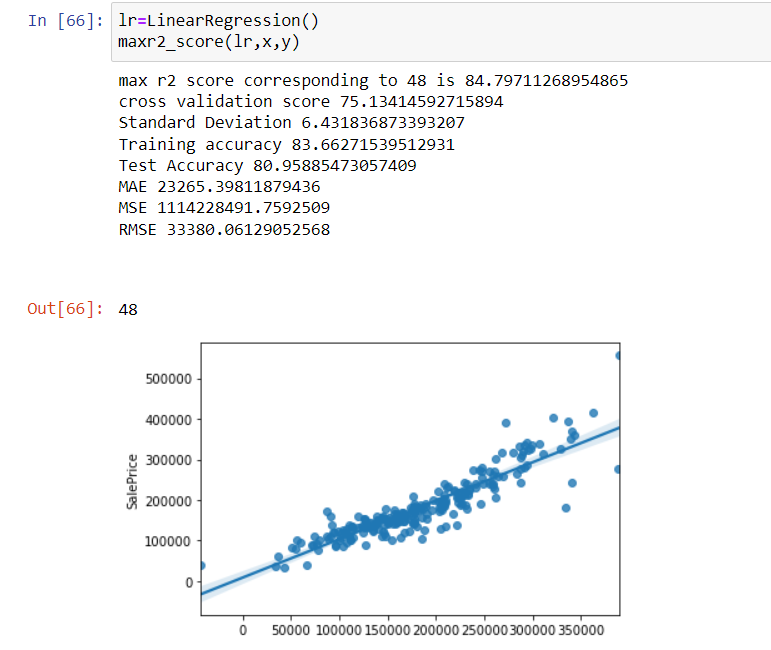 In [66]: lr=LinearRegression()
maxr2_score(lr,x,y)
max r2 score corresponding to 48 is 84.79711268954865
cross validation score 75.13414592715894
Standard Deviation 6.431836873393207
Training accuracy 83.66271539512931
Test Accuracy 80.95885473057409
MAE 23265.39811879436
MSE 1114228491.7592509
RMSE 33380.06129052568
Out[66]: 48
500000
400000
300000
200000
100000
0
SalePrice
0 50000 100000 150000 200000 250000 300000 350000